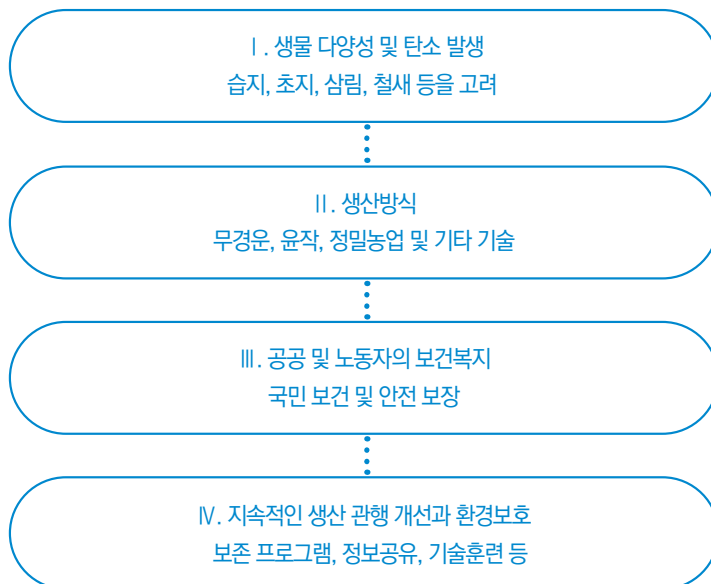 Ⅰ. 생물 다양성 및 탄소 발생
습지, 초지, 삼림, 철새 등을 고려
Ⅱ. 생산방식
무경운, 윤작, 정밀농업 및 기타 기술
Ⅲ. 공공 및 노동자의 보건복지
국민 보건 및 안전 보장
Ⅳ. 지속적인 생산 관행 개선과 환경보호
보존 프로그램, 정보공유, 기술훈련 등